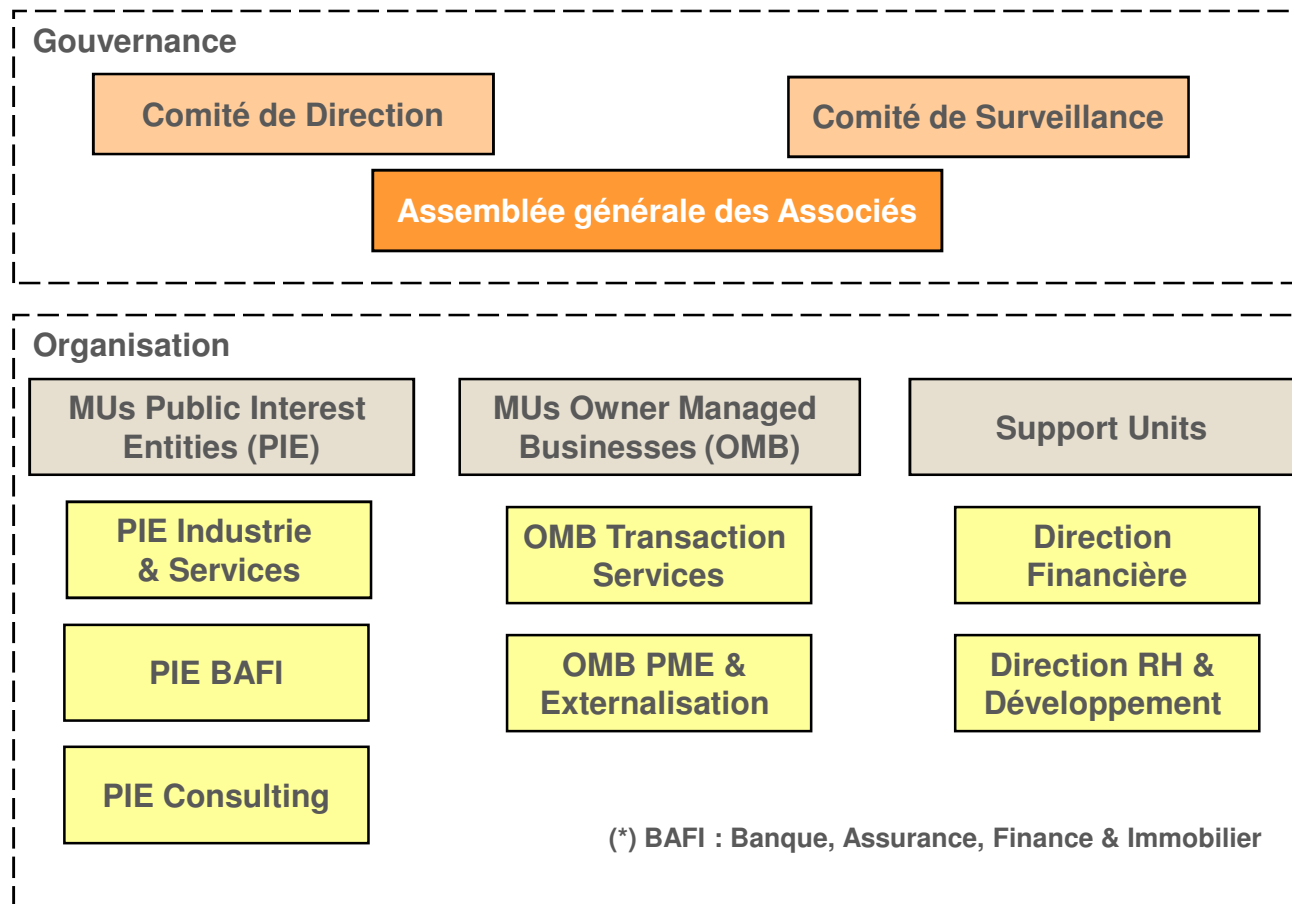 Gouvernance
Comité de Direction
Comité de Surveillance
Assemblée générale des Associés
Organisation
MUs Public Interest
Entities (PIE)
MUs Owner Managed
Businesses (OMB)
Support Units
PIE Industrie
& Services
OMB Transaction
Services
Direction
Financière
PIE BAFI
OMB PME &
Externalisation
Direction RH &
Développement
PIE Consulting
(*) BAFI : Banque, Assurance, Finance & Immobilier